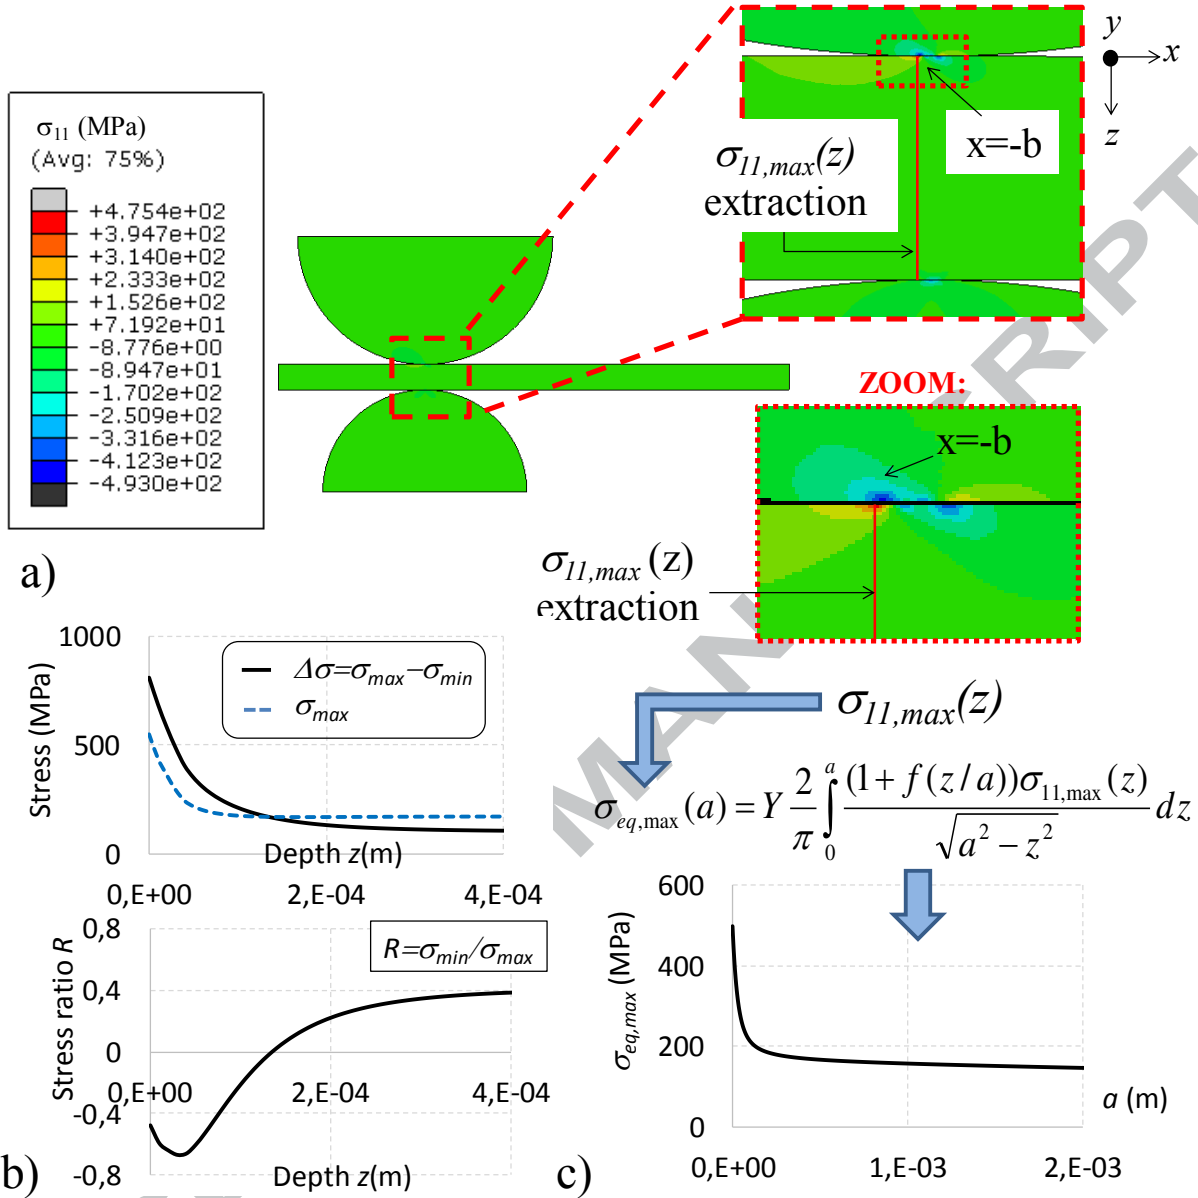 σ11 (MPa)
(Avg: 75%)
+4.754e+02
+3.947e+02
+3.140e+02
+2.333e+02
+1.526e+02
+7.192e+01
-8.776e+00
-8.947e+01
-1.702e+02
-2.509e+02
-3.316e+02
-4.123e+02
-4.930e+02
y
x
z
x=-b
σ11,max(z)
extraction
ZOOM:
x=-b
σ11,max (z)
extraction
a)
1000
500
0
Stress (MPa)
Δσ=σmax−σmin
σmax
Depth z(m)
0,E+00 2,E-04 4,E-04
0,8
0,4
0
-0,4
-0,8
Stress ratio R
R=σmin/σmax
0,E+00 2,E-04 4,E-04
Depth z(m)
b)
σ11,max(z)
σeq,max (a) = Y 2/π ∫0a (1 + f (z / a))σ11,max (z) / √(a2 − z2) dz
600
400
200
0
σeq,max (MPa)
a (m)
0,E+00 1,E-03 2,E-03
c)
MANUSCRIPT